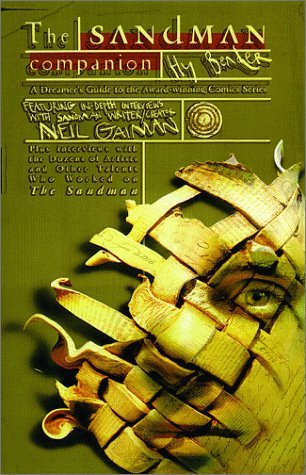 The SANDMAN
companion Hy Bender
A Dreamer's Guide to the Award-winning Comics Series
FEATURING IN-DEPTH INTERVIEWS
WITH SANDMAN WRITER/CREATOR
NEIL GAIMAN
Plus interviews with
the Dozens of Artists
and Other Talents
Who Worked on
The Sandman